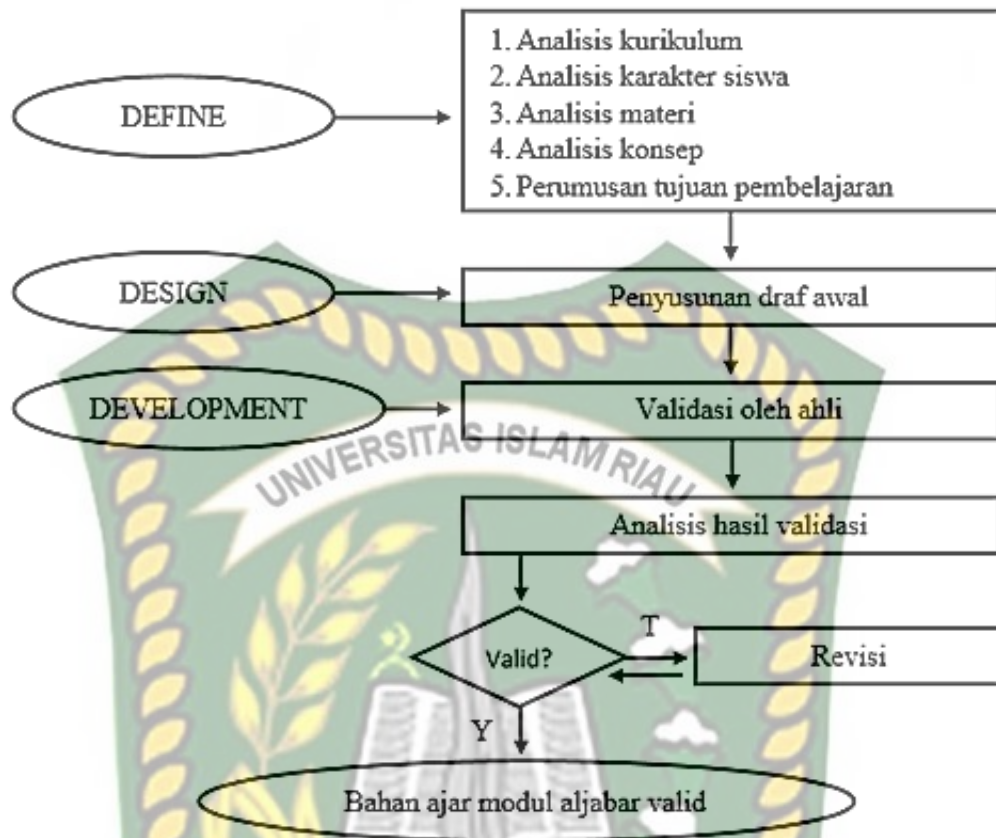 DEFINE
1. Analisis kurikulum
2. Analisis karakter siswa
3. Analisis materi
4. Analisis konsep
5. Perumusan tujuan pembelajaran
DESIGN
Penyusunan draf awal
DEVELOPMENT
Validasi oleh ahli
UNIVERSITAS ISLAM RIAU
Analisis hasil validasi
Valid?
T
Revisi
Y
Bahan ajar modul aljabar valid